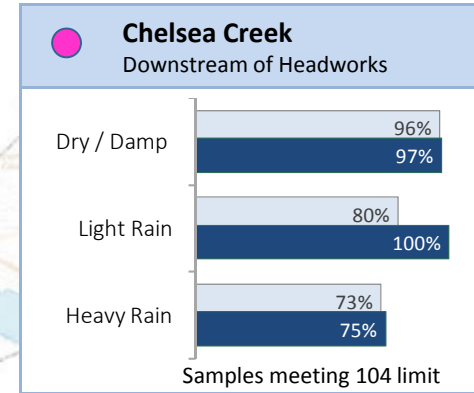 Chelsea Creek
Downstream of Headworks
Dry / Damp
96%
97%
Light Rain
80%
100%
Heavy Rain
73%
75%
Samples meeting 104 limit